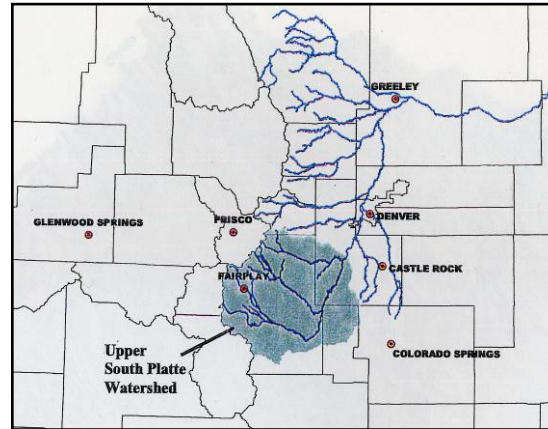 GREELEY
GLENWOOD SPRINGS
FRISCO
DENVER
CASTLE ROCK
FAIRPLAY
COLORADO SPRINGS
Upper
South Platte
Watershed